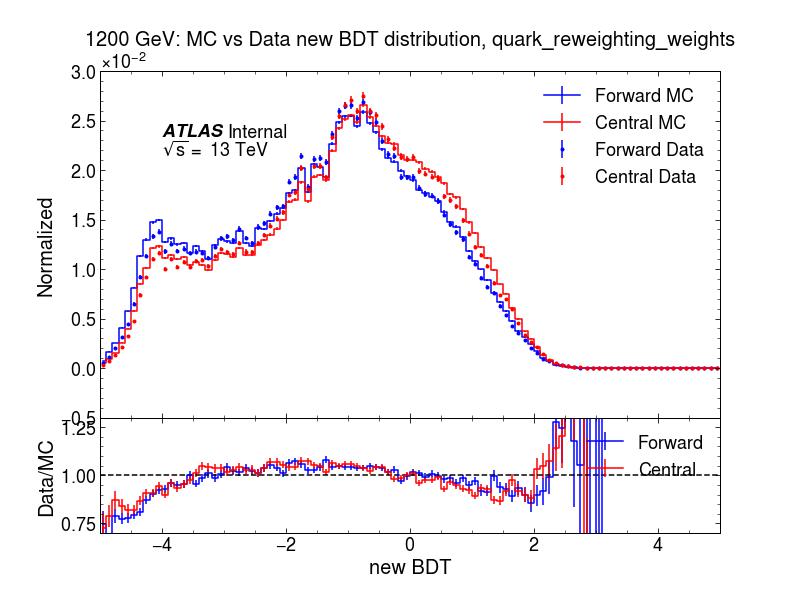 1200 GeV: MC vs Data new BDT distribution, quark_reweighting_weights
×10⁻²
3.0
2.5
2.0
1.5
1.0
0.5
0.0
−0.5
Normalized
ATLAS Internal
√s = 13 TeV
Forward MC
Central MC
Forward Data
Central Data
1.25
1.00
0.75
Data/MC
Forward
Central
−4 −2 0 2 4
new BDT